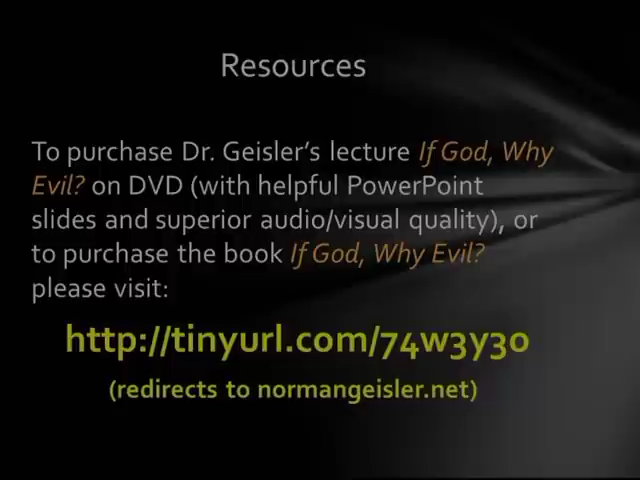 Resources
To purchase Dr. Geisler’s lecture If God, Why
Evil? on DVD (with helpful PowerPoint
slides and superior audio/visual quality), or
to purchase the book If God, Why Evil?
please visit:
http://tinyurl.com/74w3y3o
(redirects to normangeisler.net)